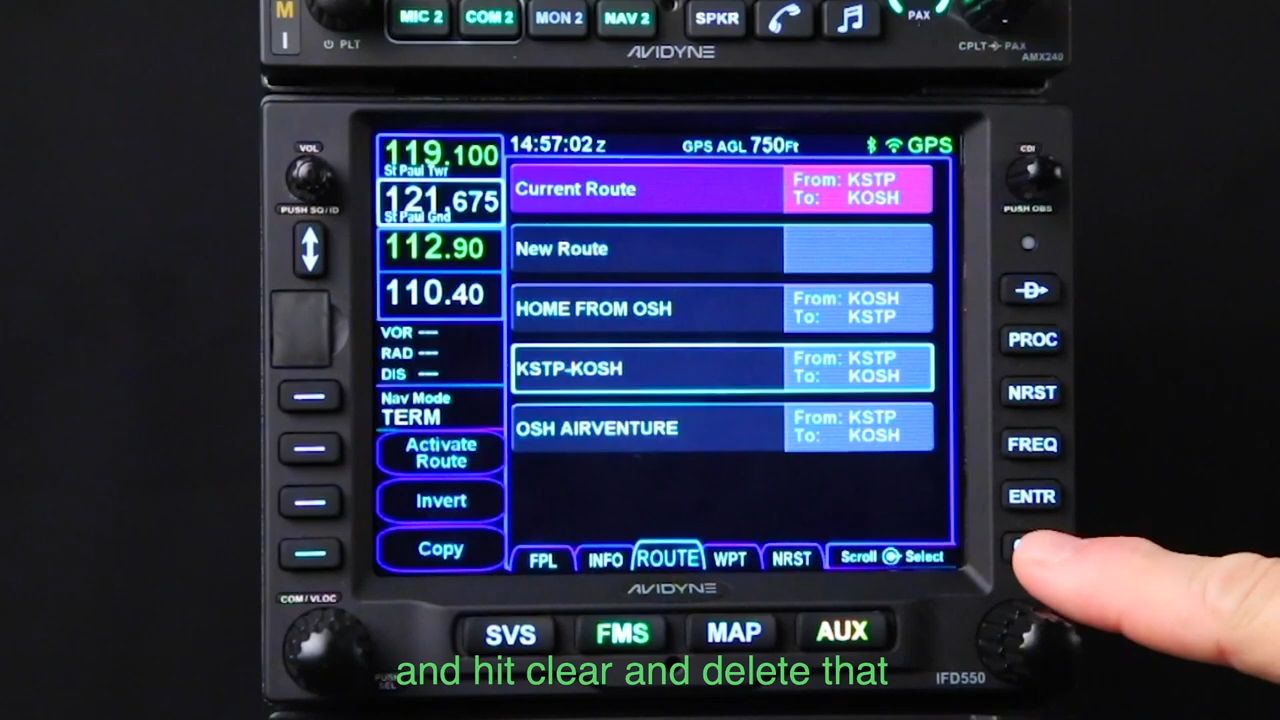 M
MIC 2
COM 2
MON 2
NAV 2
SPKR
PAX
I
PLT
AVIDYNE
CPLT PAX
AMX240
VOL
PUSH SQ/ID
119.100
St Paul Twr
121.675
St Paul Gnd
112.90
110.40
VOR ---
RAD ---
DIS ---
Nav Mode
TERM
Activate
Route
Invert
Copy
14:57:02 Z
GPS AGL 750Ft
GPS
Current Route
From: KSTP
To: KOSH
New Route
HOME FROM OSH
From: KOSH
To: KSTP
KSTP-KOSH
From: KSTP
To: KOSH
OSH AIRVENTURE
From: KSTP
To: KOSH
FPL
INFO
ROUTE
WPT
NRST
Scroll Select
CDI
PUSH OBS
D
PROC
NRST
FREQ
ENTR
AVIDYNE
COM/VLOC
SVS
FMS
MAP
AUX
IFD550
and hit clear and delete that